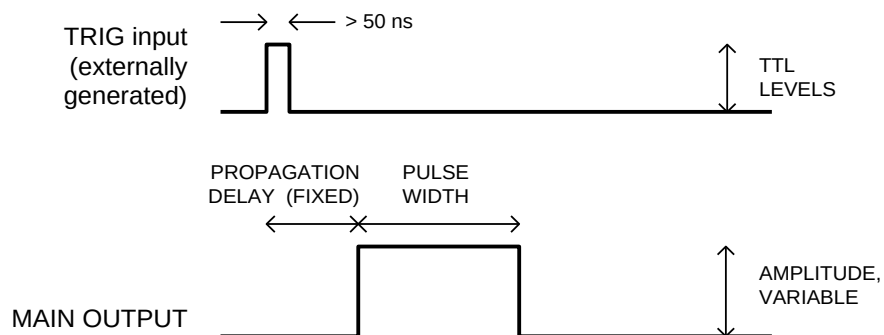 > 50 ns
TRIG input
(externally
generated)
TTL
LEVELS
PROPAGATION
DELAY (FIXED)
PULSE
WIDTH
AMPLITUDE,
VARIABLE
MAIN OUTPUT